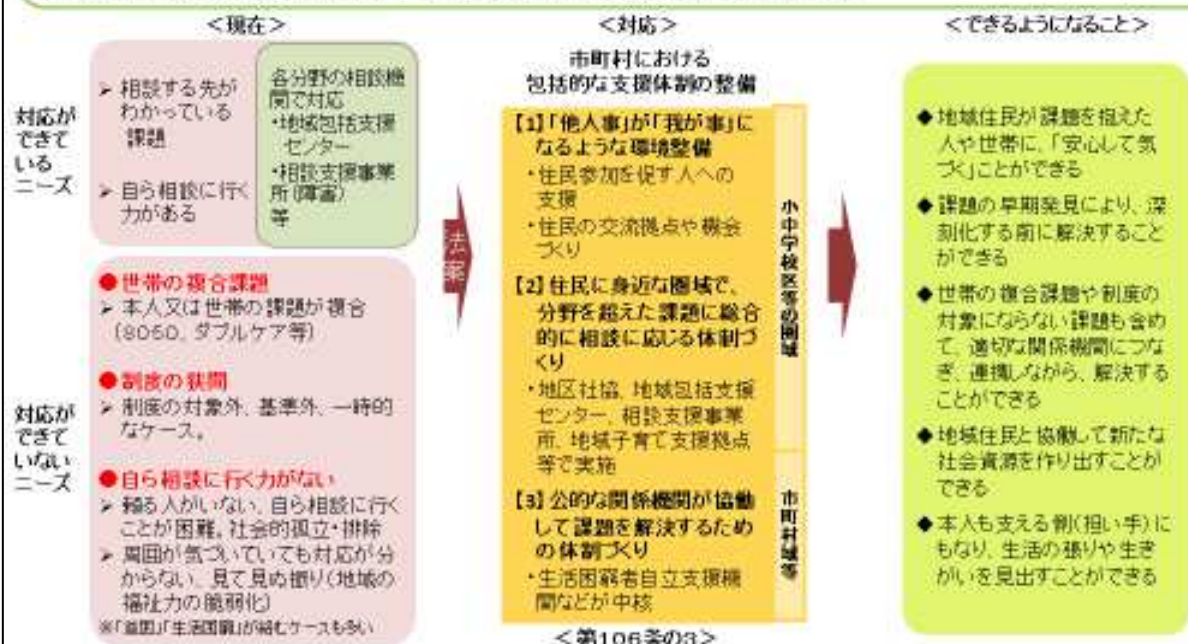 ＜現在＞
＜対応＞
＜できるようになること＞
対応が
できて
いる
ニーズ
➢ 相談する先が
わかっている
課題
➢ 自ら相談に行く
力がある
各分野の相談機
関で対応
・地域包括支援
センター
・相談支援事業
所(障害)
等
対応が
できて
いない
ニーズ
●世帯の複合課題
➢ 本人又は世帯の課題が複合
(8050、ダブルケア等)
●制度の狭間
➢ 制度の対象外、基準外、一時的
なケース。
●自ら相談に行く力がない
➢ 頼る人がいない、自ら相談に行く
ことが困難。社会的孤立・排除
➢ 周囲が気づいていても対応が分
からない、見て見ぬ振り(地域の
福祉力の脆弱化)
※「貧困」「生活困窮」が絡むケースも多い
法案
市町村における
包括的な支援体制の整備
【1】「他人事」が「我が事」に
なるような環境整備
・住民参加を促す人への
支援
・住民の交流拠点や機会
づくり
【2】住民に身近な圏域で、
分野を超えた課題に総合
的に相談に応じる体制づ
くり
・地区社協、地域包括支援
センター、相談支援事業
所、地域子育て支援拠点
等で実施
【3】公的な関係機関が協働
して課題を解決するため
の体制づくり
・生活困窮者自立支援機
関などが中核
小中学校区等の圏域
市町村域等
＜第106条の3＞
◆地域住民が課題を抱えた
人や世帯に、「安心して気
づく」ことができる
◆課題の早期発見により、深
刻化する前に解決すること
ができる
◆世帯の複合課題や制度の
対象にならない課題も含め
て、適切な関係機関につな
ぎ、連携しながら、解決する
ことができる
◆地域住民と協働して新たな
社会資源を作り出すことが
できる
◆本人も支える側(担い手)に
もなり、生活の張りや生き
がいを見出すことができる